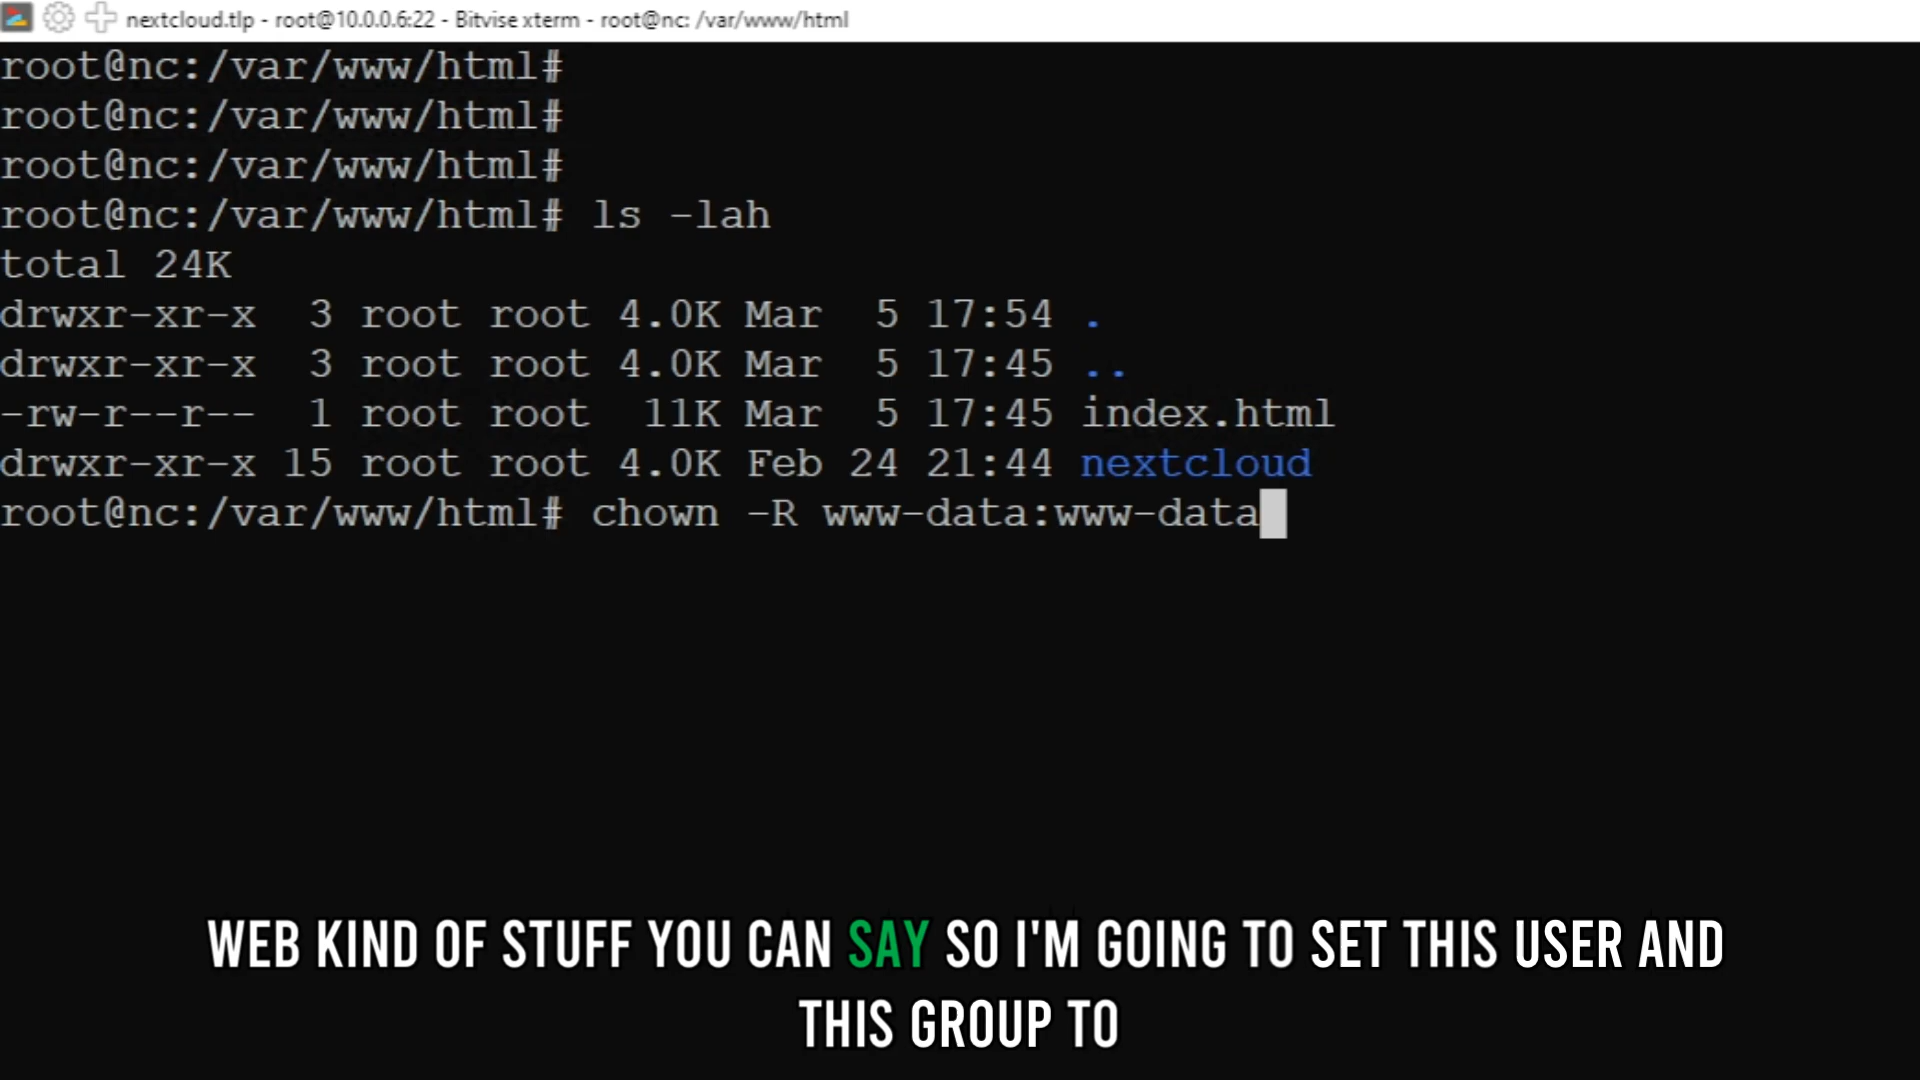 nextcloud.tlp - root@10.0.0.6:22 - Bitvise xterm - root@nc: /var/www/html
root@nc:/var/www/html#
root@nc:/var/www/html#
root@nc:/var/www/html#
root@nc:/var/www/html# ls -lah
total 24K
drwxr-xr-x  3 root root 4.0K Mar  5 17:54 .
drwxr-xr-x  3 root root 4.0K Mar  5 17:45 ..
-rw-r--r--  1 root root  11K Mar  5 17:45 index.html
drwxr-xr-x 15 root root 4.0K Feb 24 21:44 nextcloud
root@nc:/var/www/html# chown -R www-data:www-data
WEB KIND OF STUFF YOU CAN SAY SO I'M GOING TO SET THIS USER AND
THIS GROUP TO